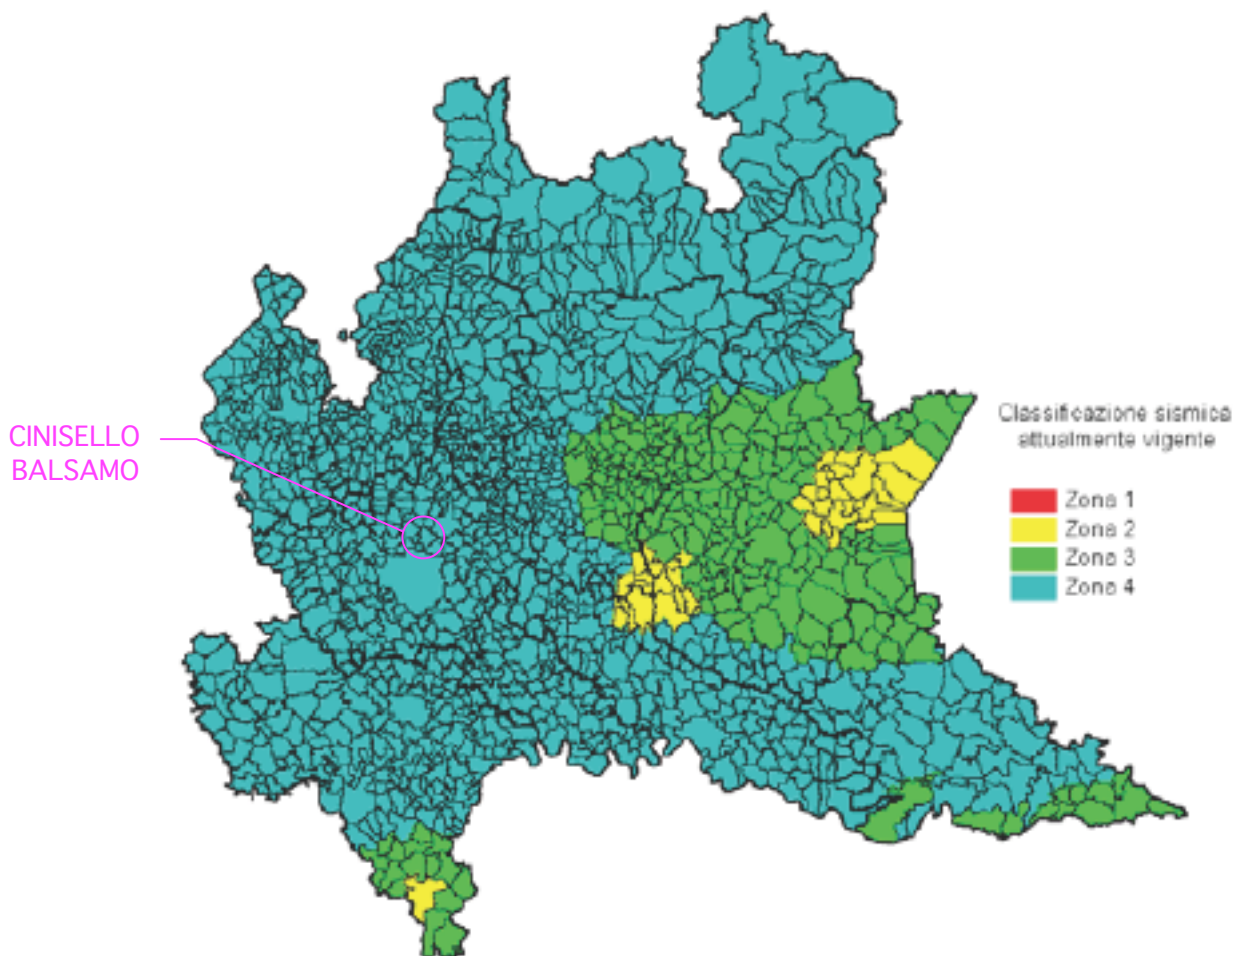 CINISELLO
BALSAMO
Classificazione sismica
attualmente vigente
Zona 1
Zona 2
Zona 3
Zona 4